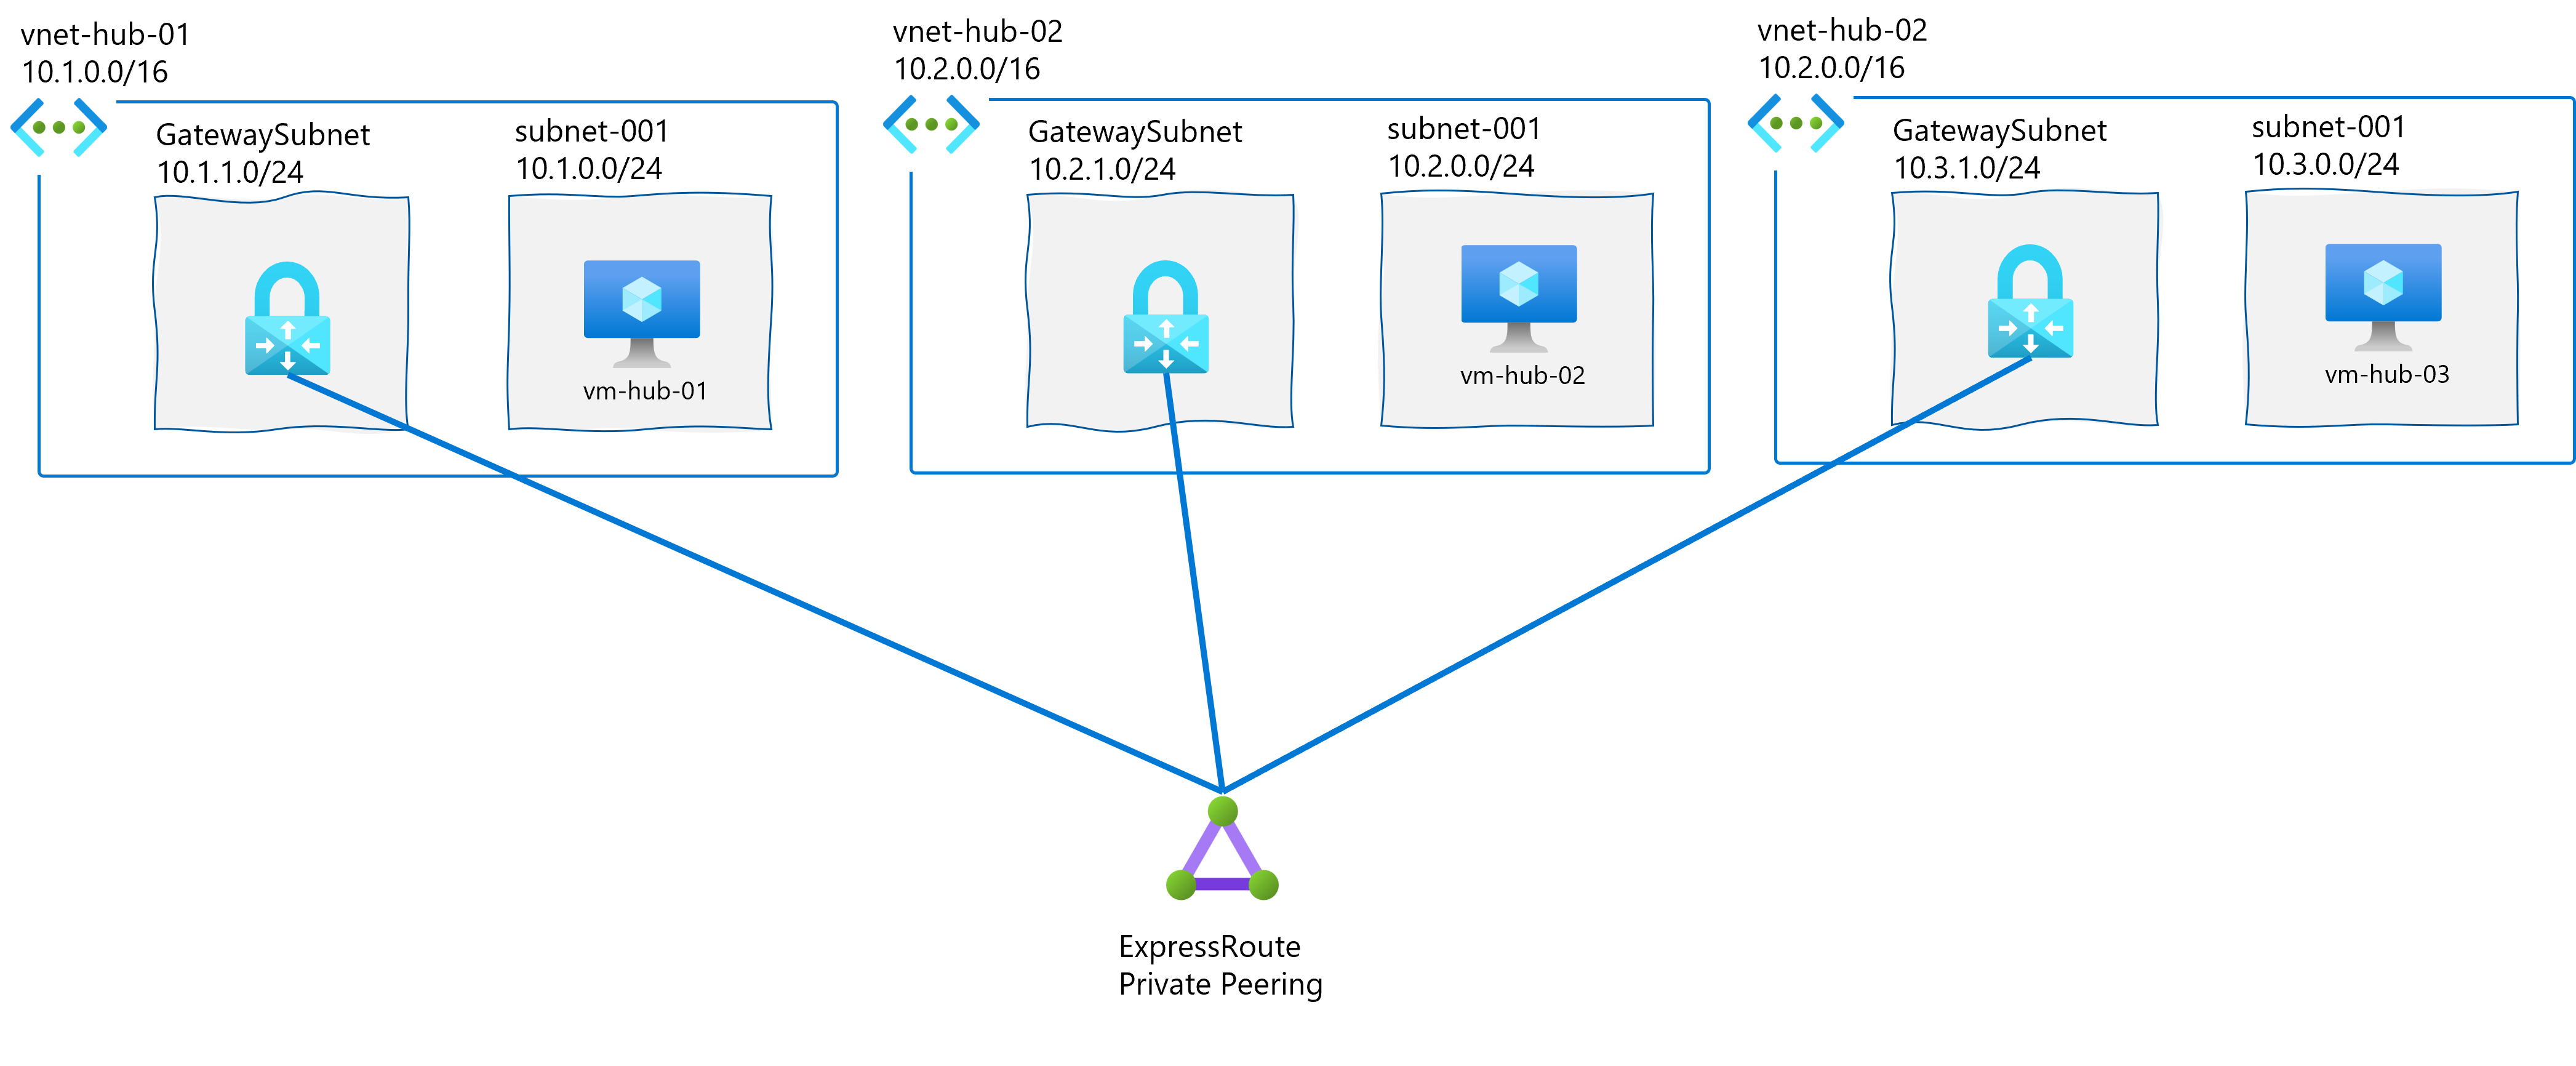 vnet-hub-01
10.1.0.0/16
GatewaySubnet
10.1.1.0/24
subnet-001
10.1.0.0/24
vm-hub-01
vnet-hub-02
10.2.0.0/16
GatewaySubnet
10.2.1.0/24
subnet-001
10.2.0.0/24
vm-hub-02
vnet-hub-02
10.2.0.0/16
GatewaySubnet
10.3.1.0/24
subnet-001
10.3.0.0/24
vm-hub-03
ExpressRoute
Private Peering